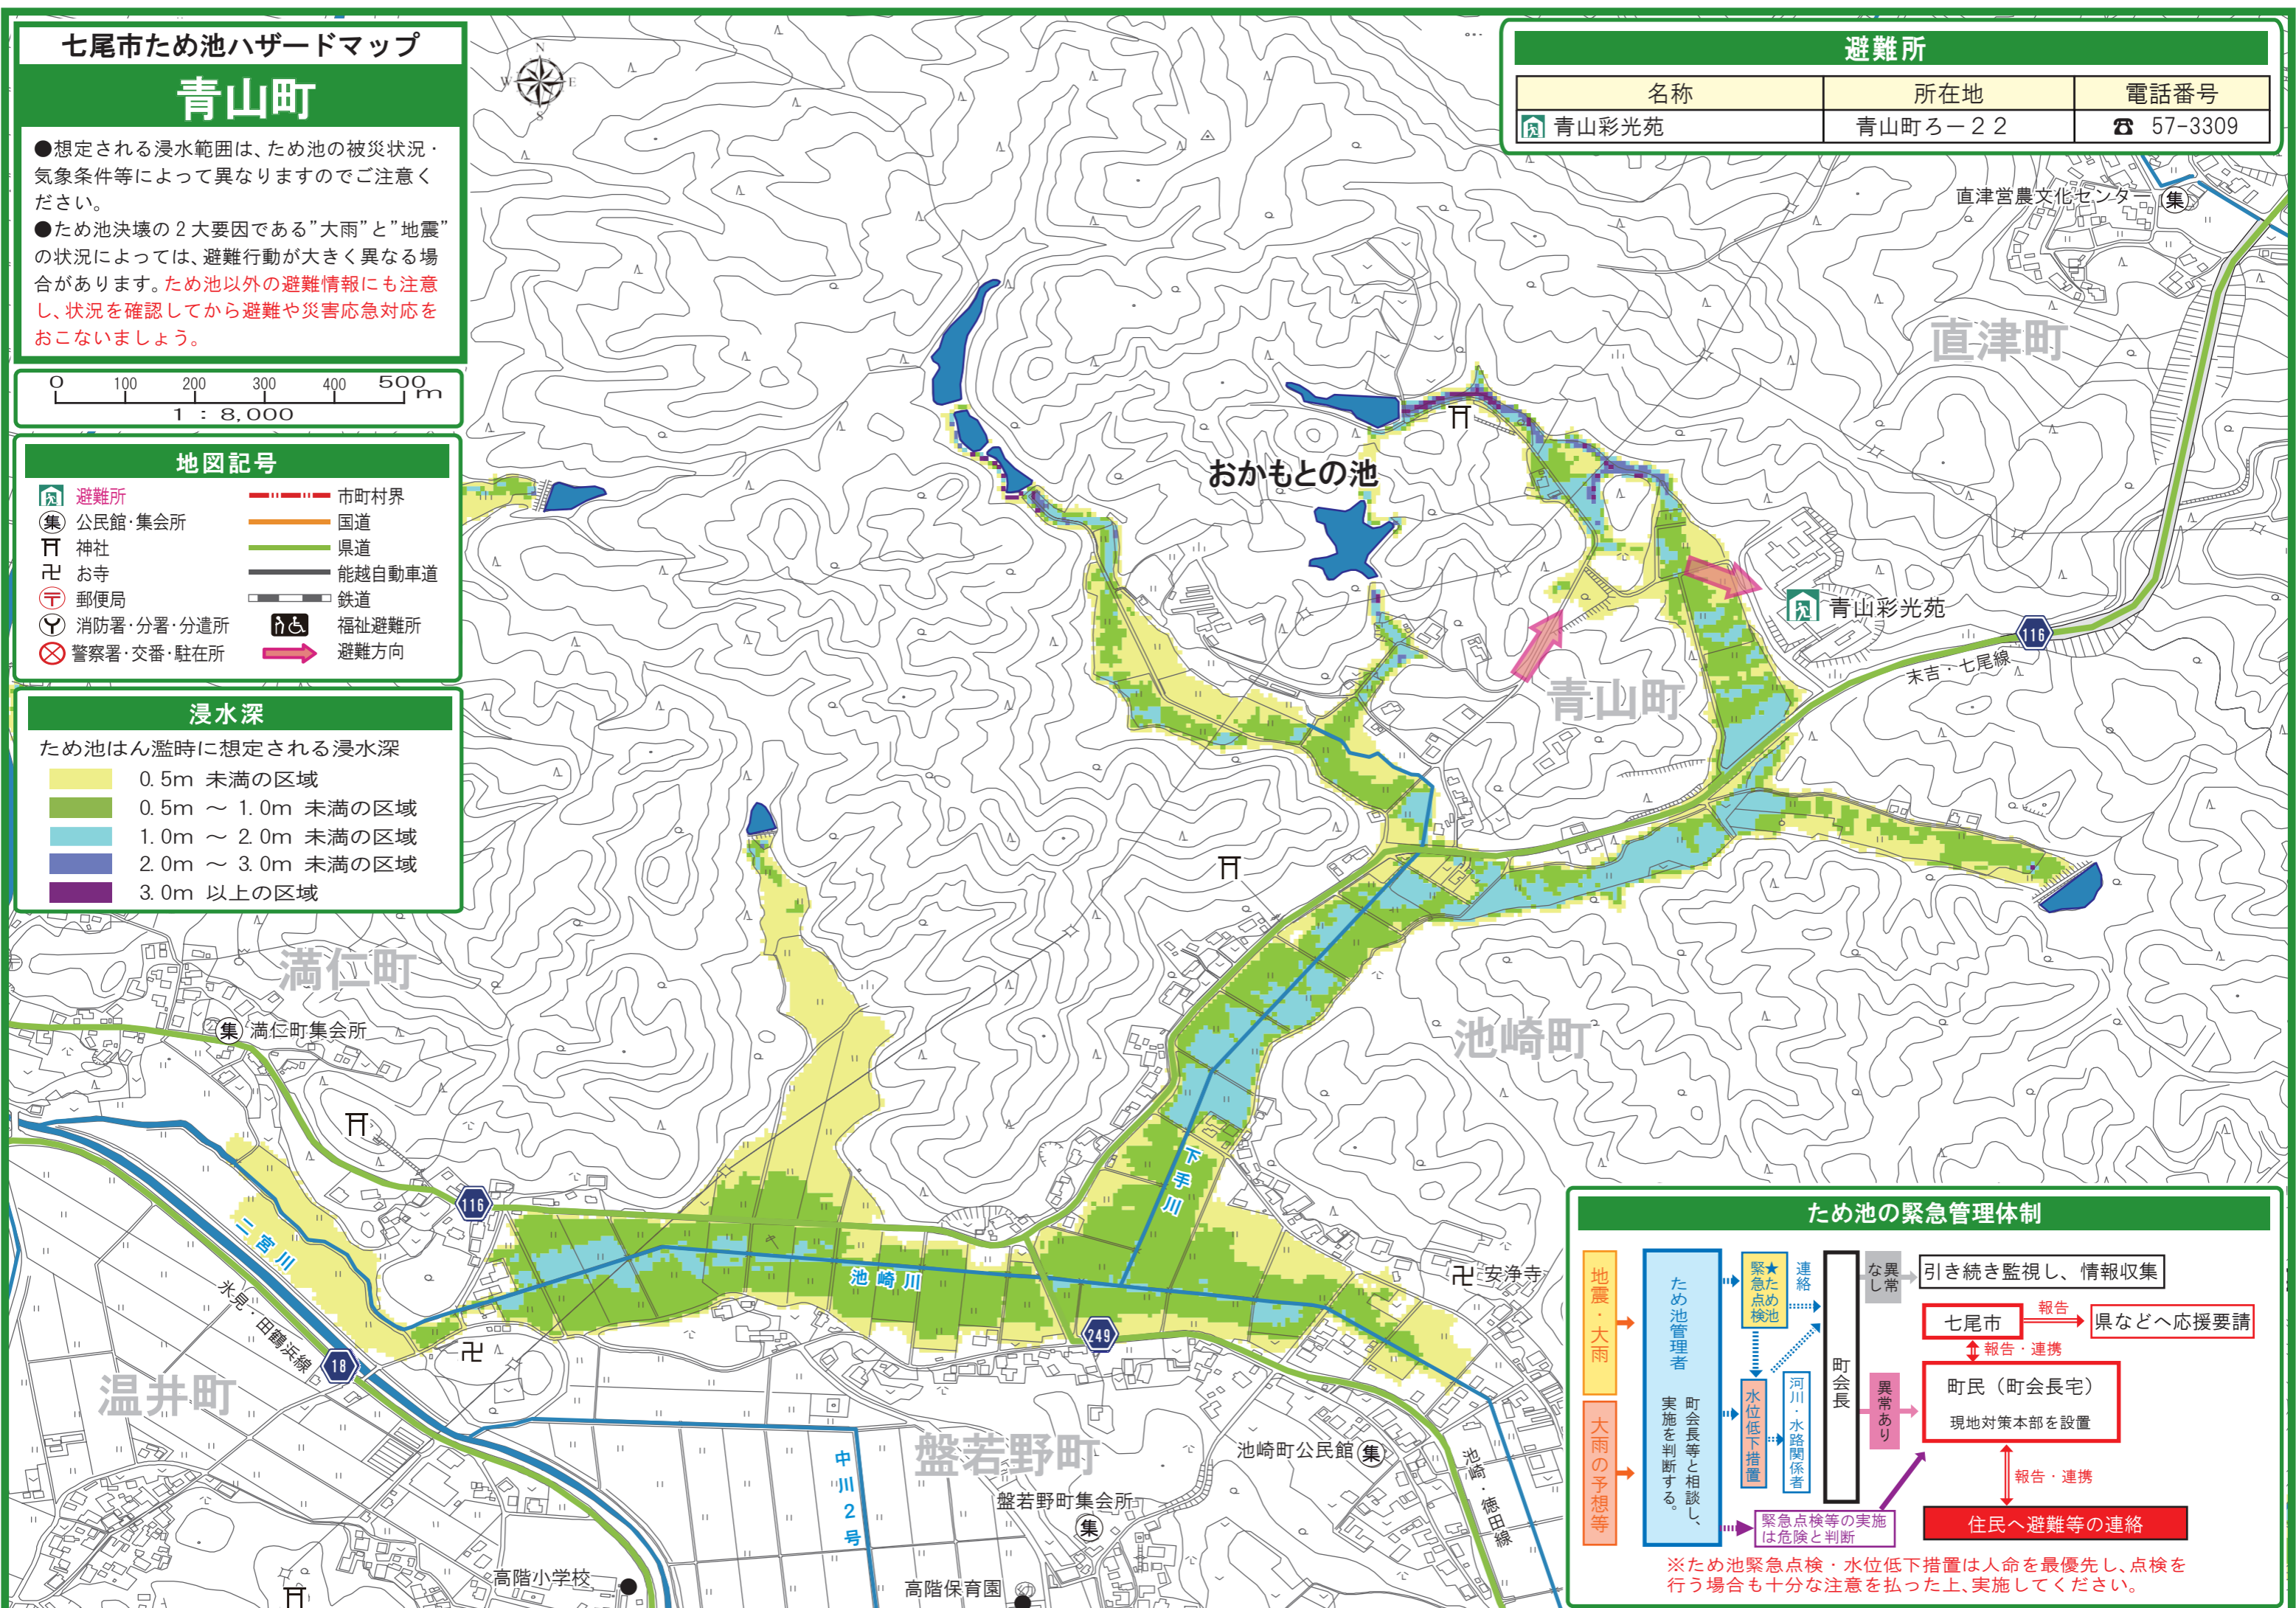 七尾市ため池ハザードマップ
青山町
●想定される浸水範囲は、ため池の被災状況・
気象条件等によって異なりますのでご注意く
ださい。
●ため池決壊の２大要因である”大雨”と”地震”
の状況によっては、避難行動が大きく異なる場
合があります。ため池以外の避難情報にも注意
し、状況を確認してから避難や災害応急対応を
おこないましょう。
0 100 200 300 400 500 m
1 : 8,000
地図記号
避難所 市町村界
集 公民館・集会所 国道
神社 県道
お寺 能越自動車道
郵便局 鉄道
消防署・分署・分遣所 福祉避難所
警察署・交番・駐在所 避難方向
浸水深
ため池はん濫時に想定される浸水深
0.5m 未満の区域
0.5m ～ 1.0m 未満の区域
1.0m ～ 2.0m 未満の区域
2.0m ～ 3.0m 未満の区域
3.0m 以上の区域
N
W E
S
避難所
名称 所在地 電話番号
青山彩光苑 青山町ろ－２２ ☎ 57-3309
直津営農文化センタ 集
直津町
おかもとの池
青山彩光苑
116
末吉・七尾線
青山町
満仁町
集 満仁町集会所
池崎町
116
下手川
二宮川
池崎川
卍 安浄寺
氷見・田鶴浜線
249
18
卍
温井町
盤若野町
池崎町公民館 集
中川2号
盤若野町集会所
集
池崎・徳田線
高階小学校
高階保育園
ため池の緊急管理体制
地震・大雨
大雨の予想等
ため池管理者
町会長等と相談し、
実施を判断する。
★ため池
緊急点検
連絡
水位低下措置
河川・水路関係者
緊急点検等の実施
は危険と判断
町会長
異常
なし
引き続き監視し、情報収集
七尾市
報告
県などへ応援要請
報告・連携
異常あり
町民（町会長宅）
現地対策本部を設置
報告・連携
住民へ避難等の連絡
※ため池緊急点検・水位低下措置は人命を最優先し、点検を
行う場合も十分な注意を払った上、実施してください。